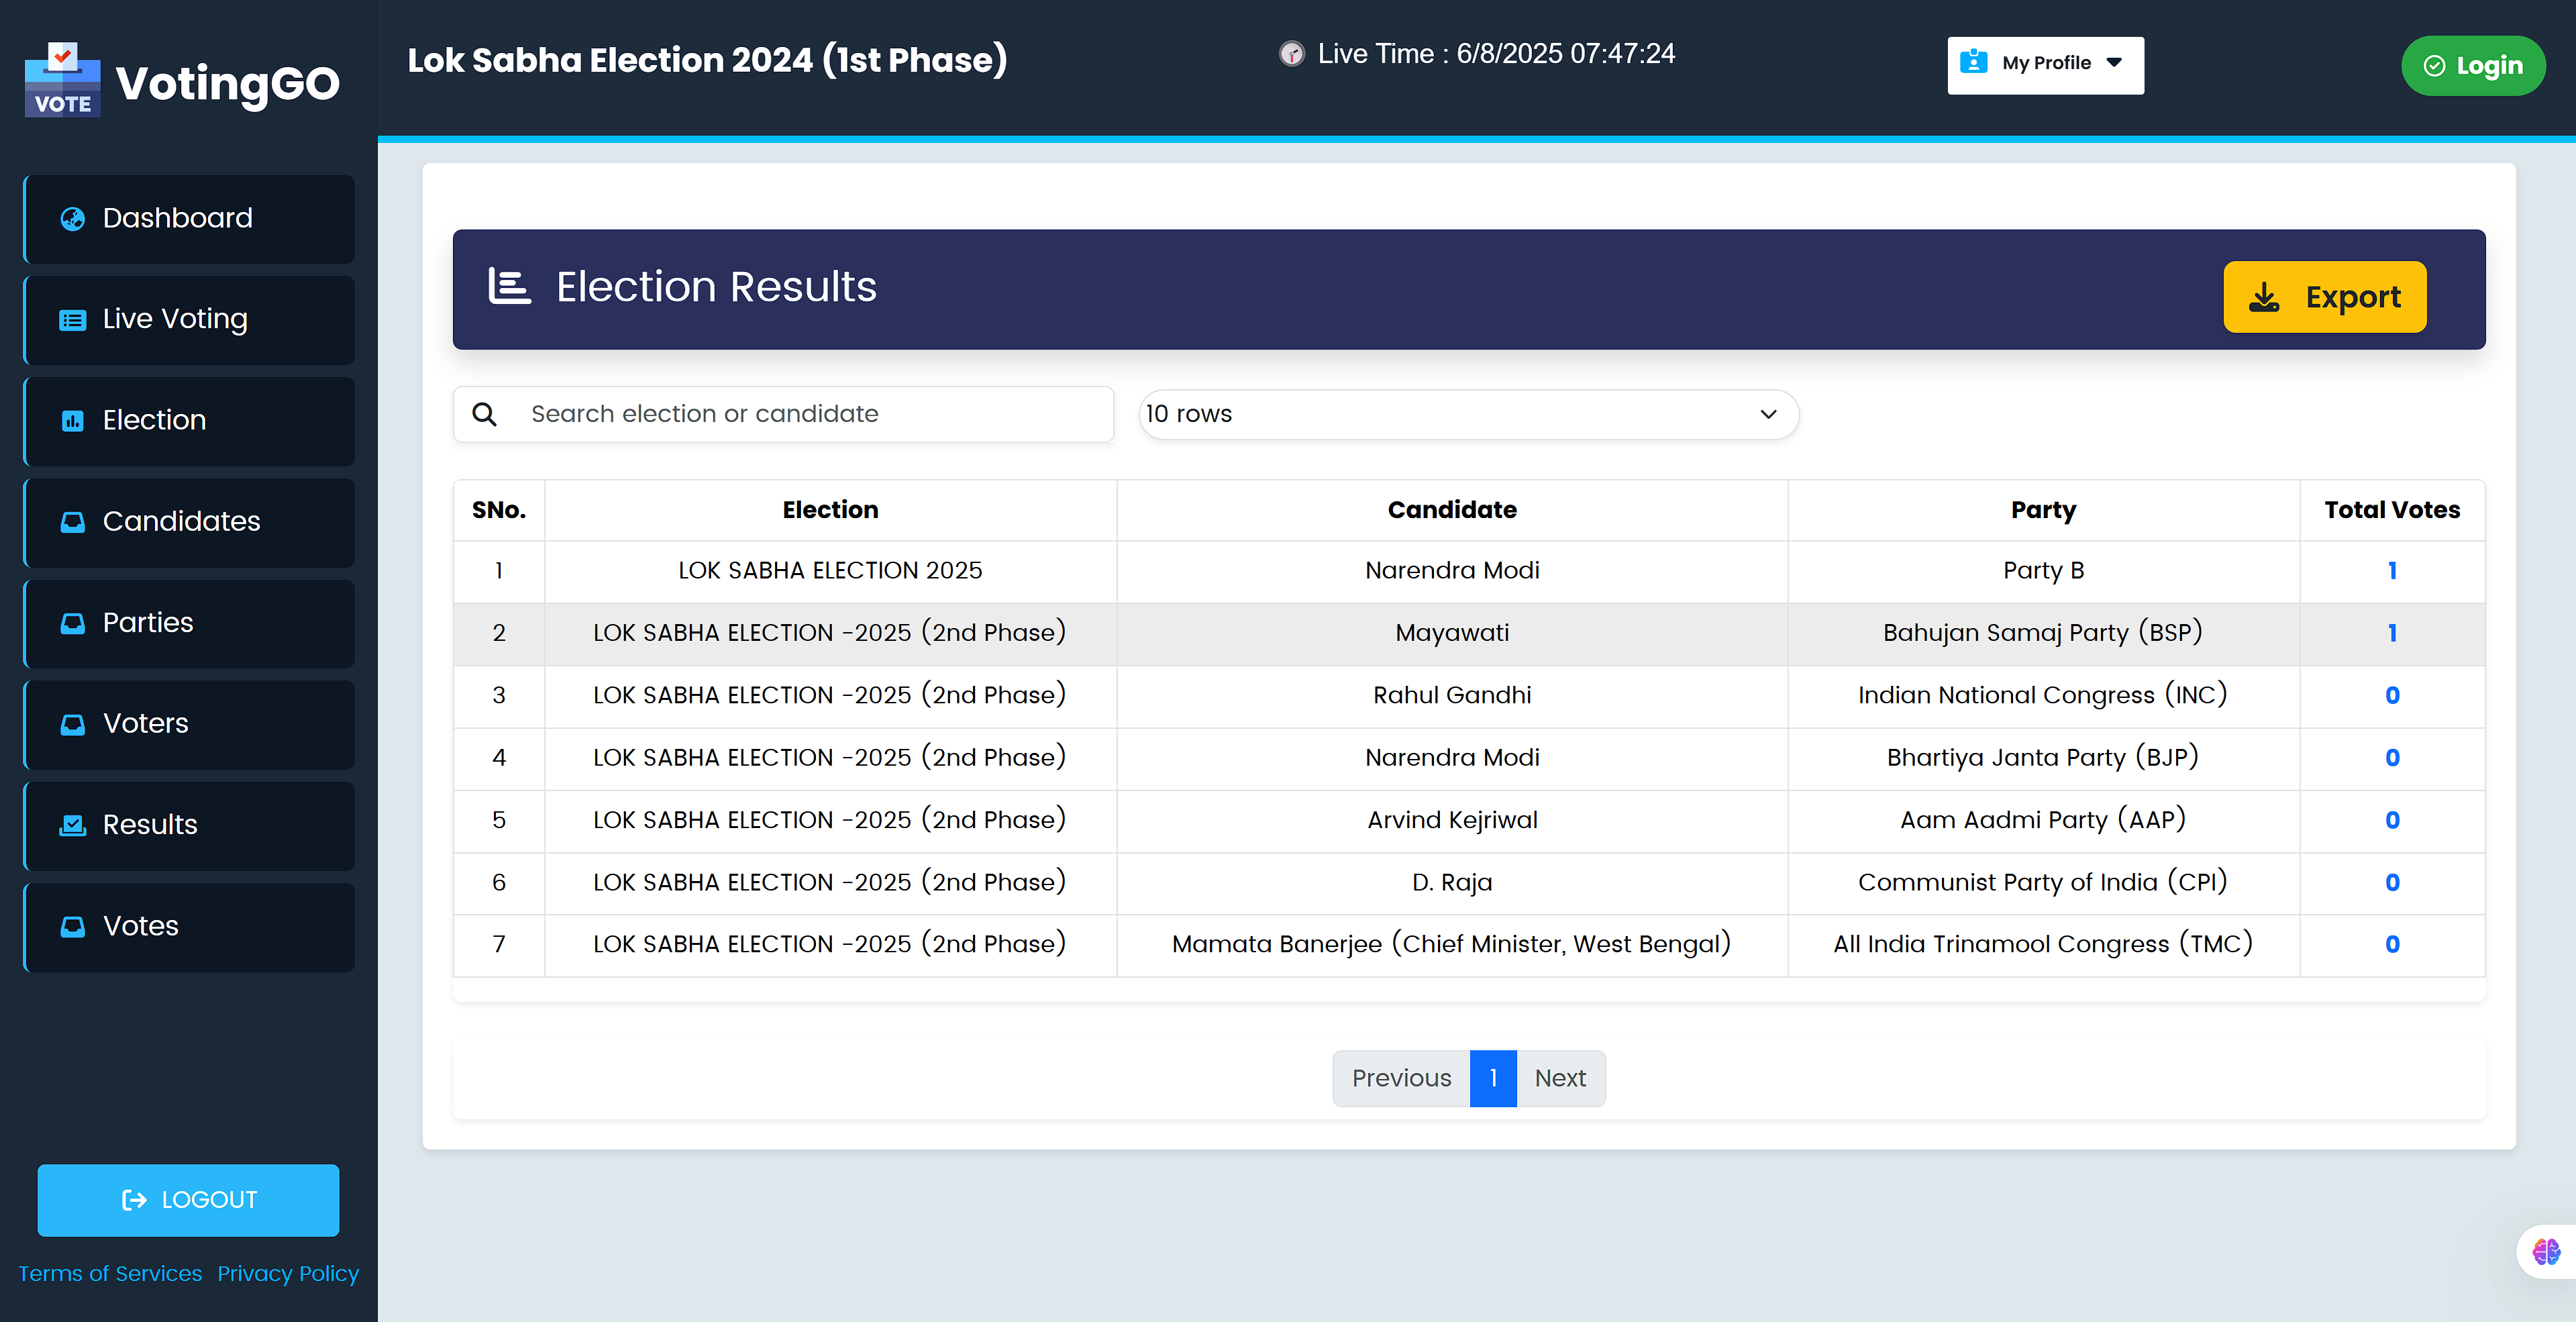 VOTE
VotingGO
Lok Sabha Election 2024 (1st Phase)
Live Time : 6/8/2025 07:47:24
My Profile
Login
Dashboard
Live Voting
Election
Candidates
Parties
Voters
Results
Votes
LOGOUT
Terms of Services Privacy Policy
Election Results
Export
Search election or candidate
10 rows
SNo. Election Candidate Party Total Votes
1 LOK SABHA ELECTION 2025 Narendra Modi Party B 1
2 LOK SABHA ELECTION -2025 (2nd Phase) Mayawati Bahujan Samaj Party (BSP) 1
3 LOK SABHA ELECTION -2025 (2nd Phase) Rahul Gandhi Indian National Congress (INC) 0
4 LOK SABHA ELECTION -2025 (2nd Phase) Narendra Modi Bhartiya Janta Party (BJP) 0
5 LOK SABHA ELECTION -2025 (2nd Phase) Arvind Kejriwal Aam Aadmi Party (AAP) 0
6 LOK SABHA ELECTION -2025 (2nd Phase) D. Raja Communist Party of India (CPI) 0
7 LOK SABHA ELECTION -2025 (2nd Phase) Mamata Banerjee (Chief Minister, West Bengal) All India Trinamool Congress (TMC) 0
Previous 1 Next